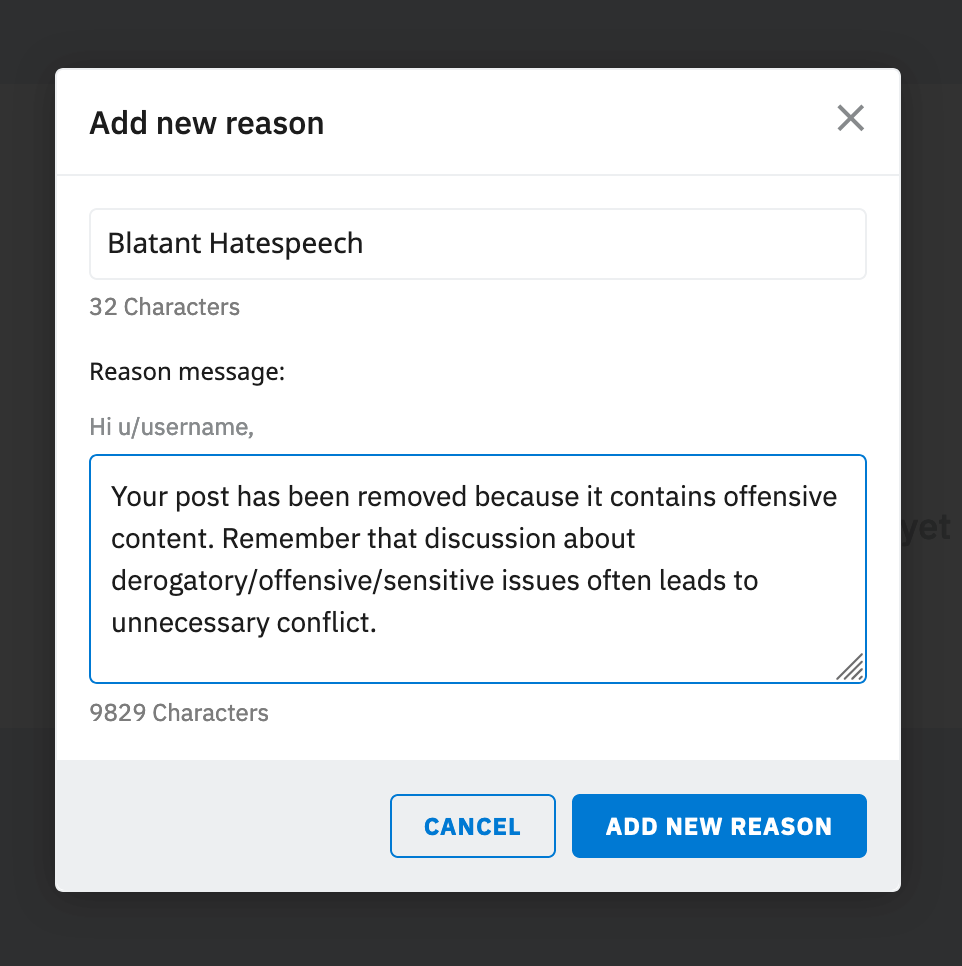 Add new reason
Blatant Hatespeech
32 Characters
Reason message:
Hi u/username,
Your post has been removed because it contains offensive
content. Remember that discussion about
derogatory/offensive/sensitive issues often leads to
unnecessary conflict.
yet
9829 Characters
CANCEL
ADD NEW REASON